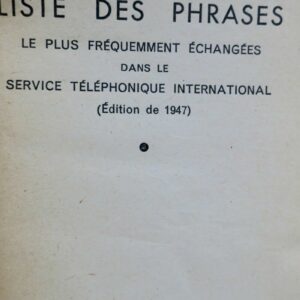 LISTE DES PHRASES
LE PLUS FRÉQUEMMENT ÉCHANGÉES
DANS LE
SERVICE TÉLÉPHONIQUE INTERNATIONAL
(Édition de 1947)